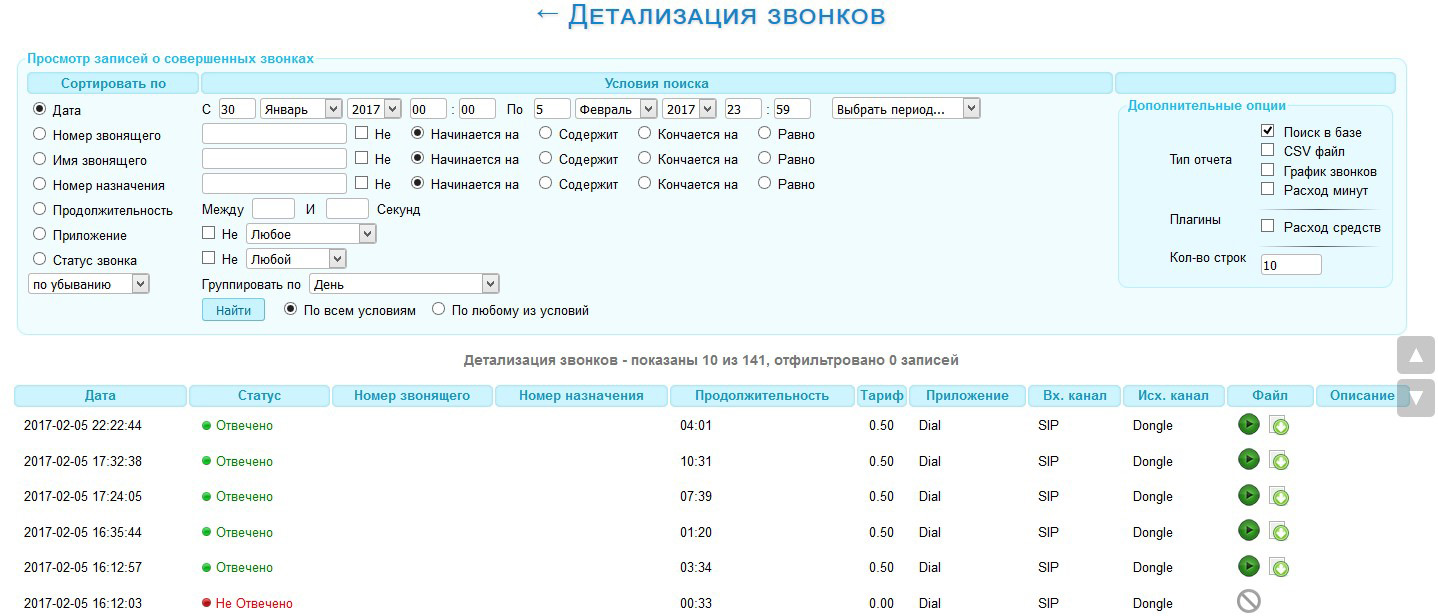 ← Детализация звонков
Просмотр записей о совершенных звонках
Сортировать по Условия поиска
Дата С 30 Январь 2017 00 : 00 По 5 Февраль 2017 23 : 59 Выбрать период... Дополнительные опции
Номер звонящего Не Начинается на Содержит Кончается на Равно Поиск в базе
Имя звонящего Не Начинается на Содержит Кончается на Равно Тип отчета CSV файл
График звонков
Номер назначения Не Начинается на Содержит Кончается на Равно Расход минут
Продолжительность Между И Секунд Плагины
Приложение Не Любое Расход средств
Статус звонка Не Любой Кол-во строк 10
по убыванию Группировать по День
Найти По всем условиям По любому из условий
Детализация звонков - показаны 10 из 141, отфильтровано 0 записей
Дата Статус Номер звонящего Номер назначения Продолжительность Тариф Приложение Вх. канал Исх. канал Файл Описание
2017-02-05 22:22:44 Отвечено 04:01 0.50 Dial SIP Dongle
2017-02-05 17:32:38 Отвечено 10:31 0.50 Dial SIP Dongle
2017-02-05 17:24:05 Отвечено 07:39 0.50 Dial SIP Dongle
2017-02-05 16:35:44 Отвечено 01:20 0.50 Dial SIP Dongle
2017-02-05 16:12:57 Отвечено 03:34 0.50 Dial SIP Dongle
2017-02-05 16:12:03 Не Отвечено 00:33 0.00 Dial SIP Dongle